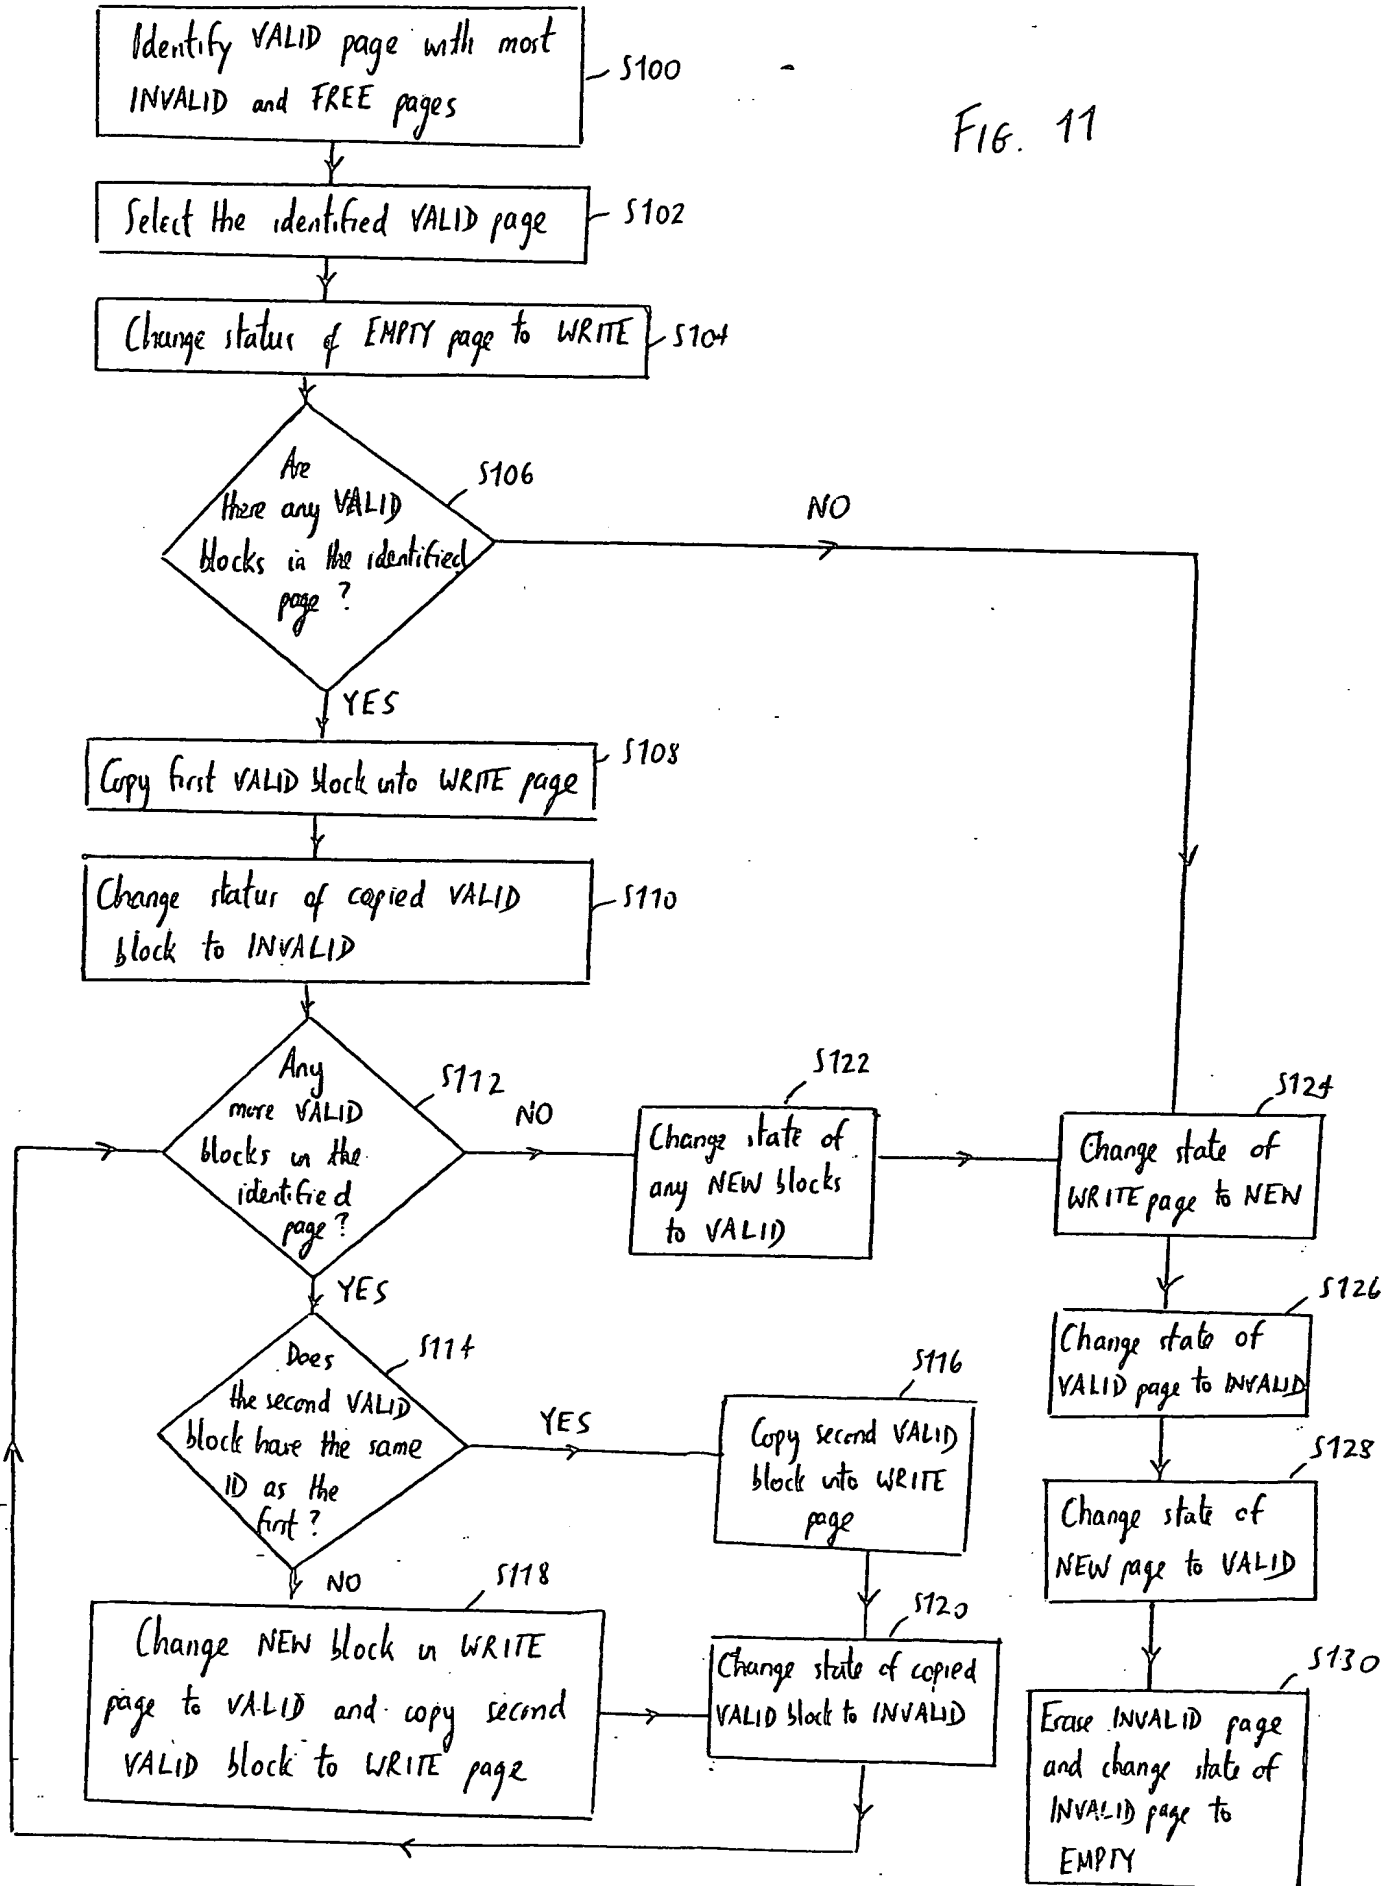 Identify VALID page with most
INVALID and FREE pages
S100
FIG. 11
Select the identified VALID page
S102
Change status of EMPTY page to WRITE
S104
Are
there any VALID
blocks in the identified
page?
S106
NO
YES
Copy first VALID block into WRITE page
S108
Change status of copied VALID
block to INVALID
S110
Any
more VALID
blocks in the
identified
page?
S112
NO
S122
Change state of
any NEW blocks
to VALID
S124
Change state of
WRITE page to NEW
YES
S126
Change state of
VALID page to INVALID
Does
the second VALID
block have the same
ID as the
first?
S114
YES
S116
Copy second VALID
block into WRITE
page
S128
Change state of
NEW page to VALID
NO
S118
Change NEW block in WRITE
page to VALID and copy second
VALID block to WRITE page
S120
Change state of copied
VALID block to INVALID
S130
Erase INVALID page
and change state of
INVALID page to
EMPTY